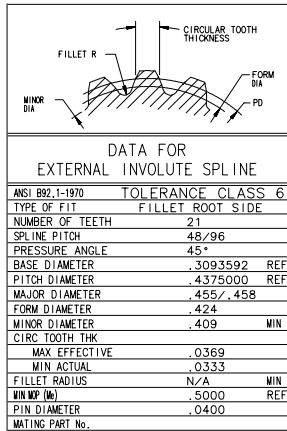 CIRCULAR TOOTH
THICKNESS
FILLET R
FORM
DIA
MINOR
DIA
PD
DATA FOR
EXTERNAL INVOLUTE SPLINE
ANSI B92.1-1970 TOLERANCE CLASS 6
TYPE OF FIT FILLET ROOT SIDE
NUMBER OF TEETH 21
SPLINE PITCH 48/96
PRESSURE ANGLE 45°
BASE DIAMETER .3093592 REF
PITCH DIAMETER .4375000 REF
MAJOR DIAMETER .455/.458
FORM DIAMETER .424
MINOR DIAMETER .409 MIN
CIRC TOOTH THK
MAX EFFECTIVE .0369
MIN ACTUAL .0333
FILLET RADIUS N/A MIN
MIN MOP (Me) .5000 REF
PIN DIAMETER .0400
MATING PART No.